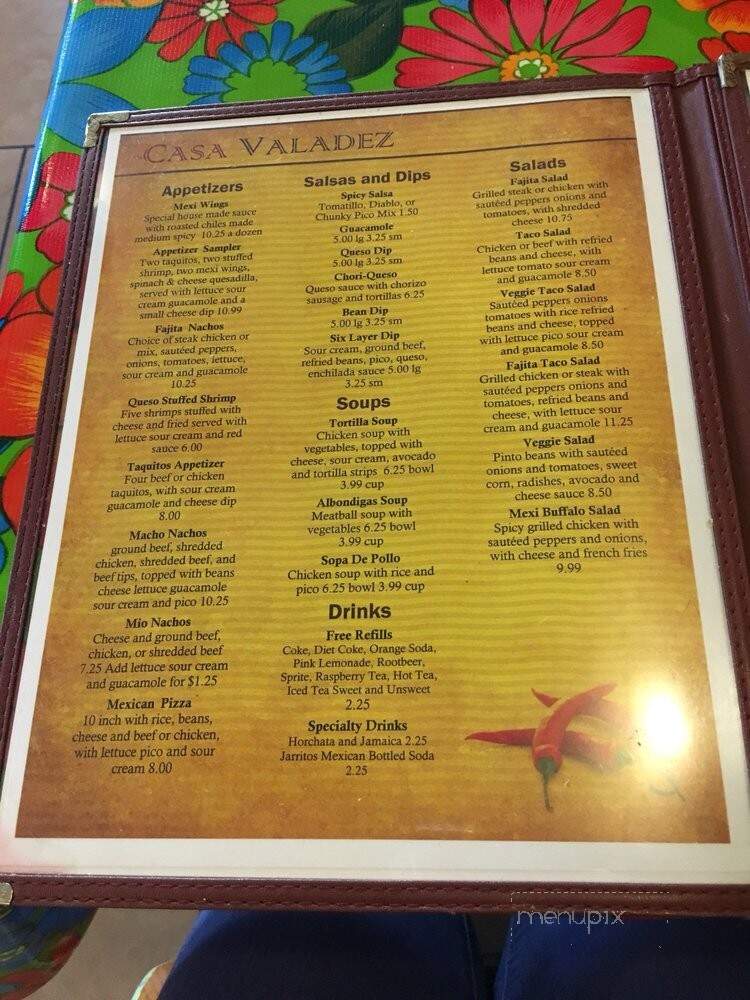 CASA VALADEZ
Appetizers
Mexi Wings
Special house made sauce
with roasted chiles made
medium spicy 10.25 a dozen
Appetizer Sampler
Two taquitos, two stuffed
shrimp, two mexi wings,
spinach & cheese quesadilla,
served with lettuce sour
cream guacamole and a
small cheese dip 10.99
Fajita Nachos
Choice of steak chicken or
mix, sautéed peppers,
onions, tomatoes, lettuce,
sour cream and guacamole
10.25
Queso Stuffed Shrimp
Five shrimps stuffed with
cheese and fried served with
lettuce sour cream and red
sauce 6.00
Taquitos Appetizer
Four beef or chicken
taquitos, with sour cream
guacamole and cheese dip
8.00
Macho Nachos
ground beef, shredded
chicken, shredded beef, and
beef tips, topped with beans
cheese lettuce guacamole
sour cream and pico 10.25
Mio Nachos
Cheese and ground beef,
chicken, or shredded beef
7.25 Add lettuce sour cream
and guacamole for $1.25
Mexican Pizza
10 inch with rice, beans,
cheese and beef or chicken,
with lettuce pico and sour
cream 8.00
Salsas and Dips
Spicy Salsa
Tomatillo, Diablo, or
Chunky Pico Mix 1.50
Guacamole
5.00 lg 3.25 sm
Queso Dip
5.00 lg 3.25 sm
Chori-Queso
Queso sauce with chorizo
sausage and tortillas 6.25
Bean Dip
5.00 lg 3.25 sm
Six Layer Dip
Sour cream, ground beef,
refried beans, pico, queso,
enchilada sauce 5.00 lg
3.25 sm
Soups
Tortilla Soup
Chicken soup with
vegetables, topped with
cheese, sour cream, avocado
and tortilla strips 6.25 bowl
3.99 cup
Albondigas Soup
Meatball soup with
vegetables 6.25 bowl
3.99 cup
Sopa De Pollo
Chicken soup with rice and
pico 6.25 bowl 3.99 cup
Drinks
Free Refills
Coke, Diet Coke, Orange Soda,
Pink Lemonade, Rootbeer,
Sprite, Raspberry Tea, Hot Tea,
Iced Tea Sweet and Unsweet
2.25
Specialty Drinks
Horchata and Jamaica 2.25
Jarritos Mexican Bottled Soda
2.25
Salads
Fajita Salad
Grilled steak or chicken with
sautéed peppers onions and
tomatoes, with shredded
cheese 10.75
Taco Salad
Chicken or beef with refried
beans and cheese, with
lettuce tomato sour cream
and guacamole 8.50
Veggie Taco Salad
Sautéed peppers onions
tomatoes with rice refried
beans and cheese, topped
with lettuce pico sour cream
and guacamole 8.50
Fajita Taco Salad
Grilled chicken or steak with
sautéed peppers onions and
tomatoes, refried beans and
cheese, with lettuce sour
cream and guacamole 11.25
Veggie Salad
Pinto beans with sautéed
onions and tomatoes, sweet
corn, radishes, avocado and
cheese sauce 8.50
Mexi Buffalo Salad
Spicy grilled chicken with
sautéed peppers and onions,
with cheese and french fries
9.99
menupix